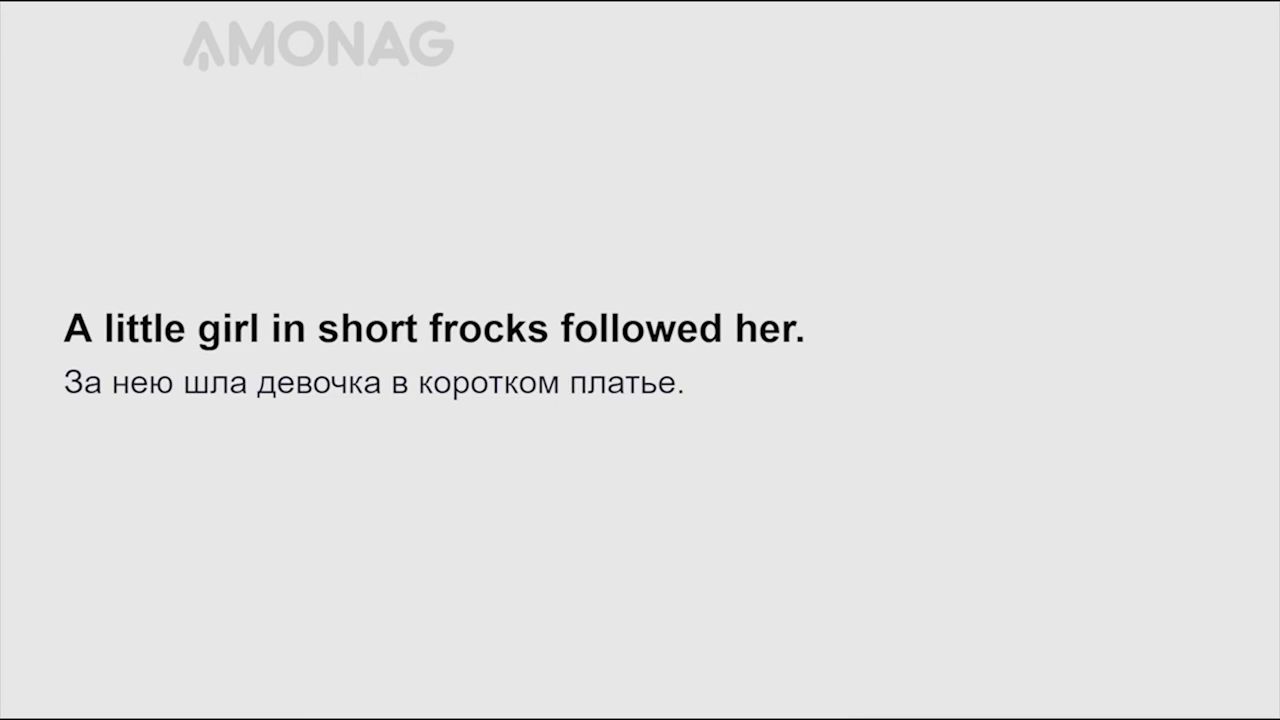 AMONAG
A little girl in short frocks followed her.
За нею шла девочка в коротком платье.